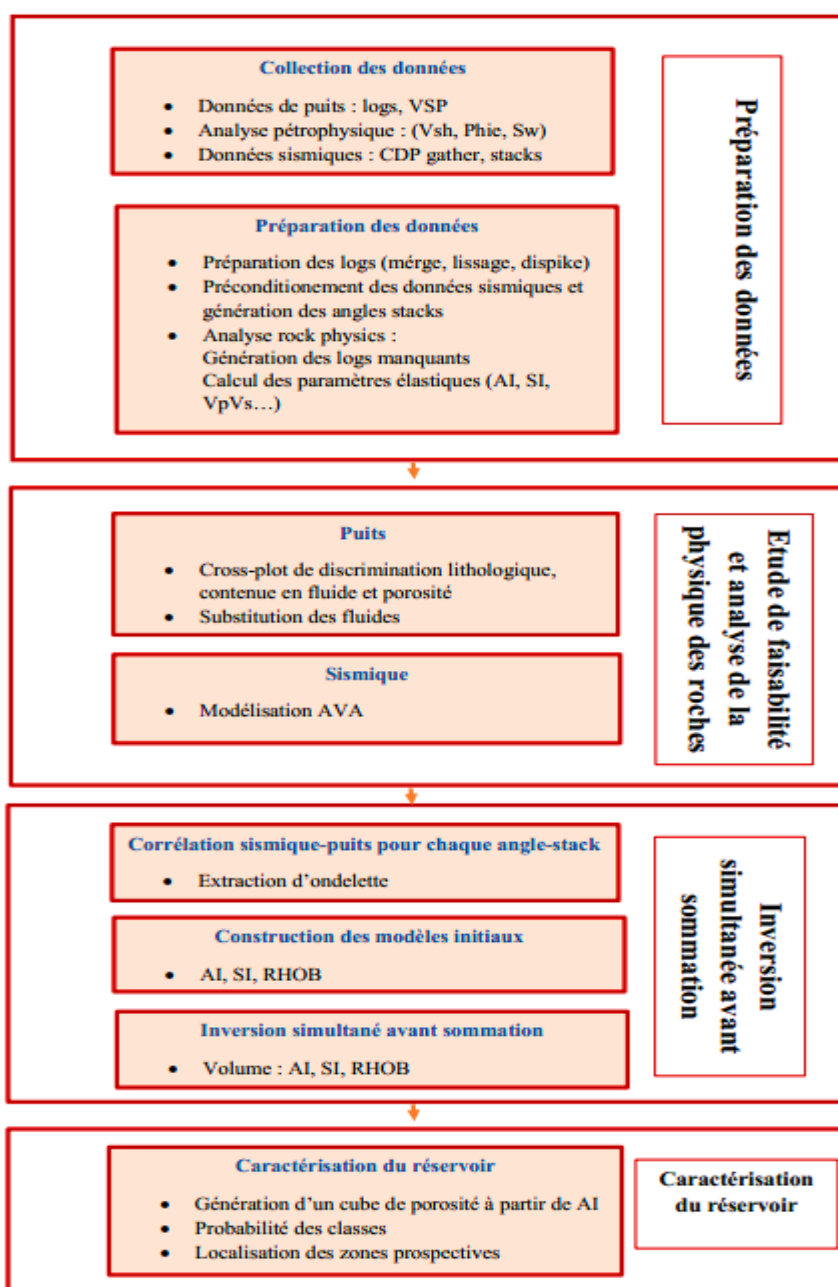 Collection des données
• Données de puits : logs, VSP
• Analyse pétrophysique : (Vsh, Phie, Sw)
• Données sismiques : CDP gather, stacks
Préparation des données
• Préparation des logs (mérge, lissage, dispike)
• Préconditionement des données sismiques et
génération des angles stacks
• Analyse rock physics :
Génération des logs manquants
Calcul des paramètres élastiques (AI, SI,
VpVs…)
Préparation des données
Puits
• Cross-plot de discrimination lithologique,
contenue en fluide et porosité
• Substitution des fluides
Sismique
• Modélisation AVA
Etude de faisabilité
et analyse de la
physique des roches
Corrélation sismique-puits pour chaque angle-stack
• Extraction d’ondelette
Construction des modèles initiaux
• AI, SI, RHOB
Inversion simultané avant sommation
• Volume : AI, SI, RHOB
Inversion
simultanée avant
sommation
Caractérisation du réservoir
• Génération d’un cube de porosité à partir de AI
• Probabilité des classes
• Localisation des zones prospectives
Caractérisation
du réservoir